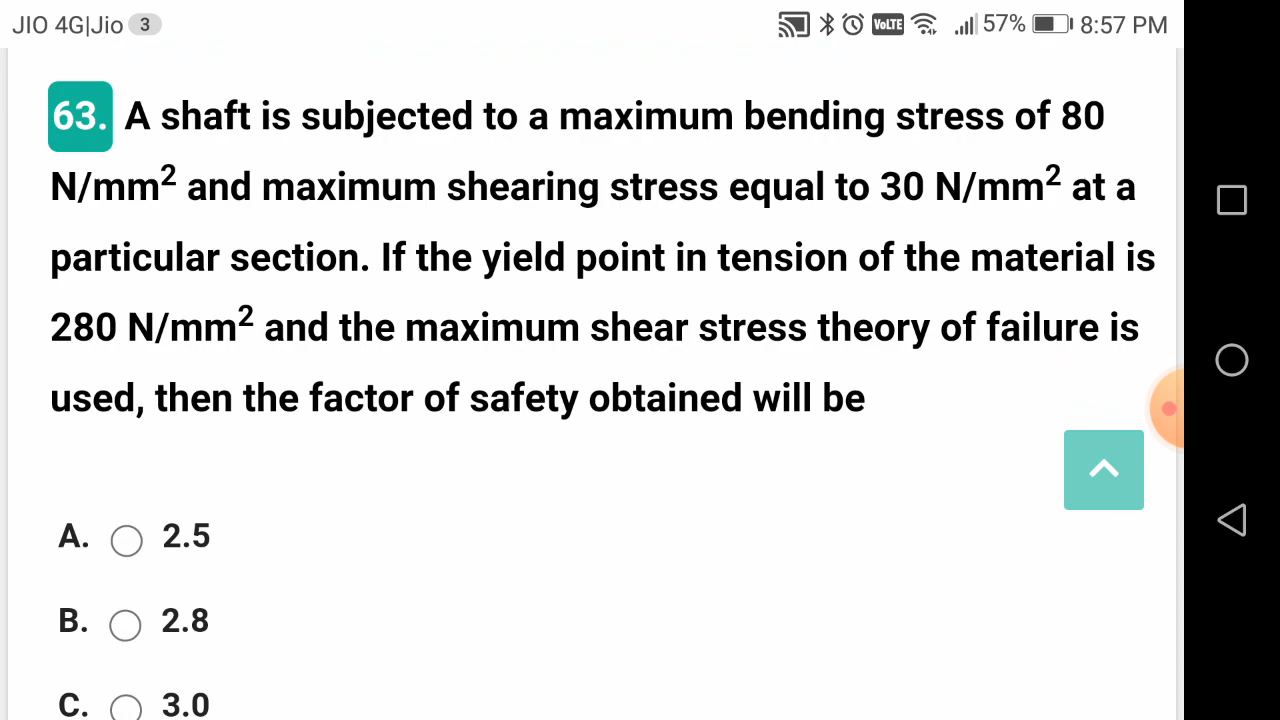 JIO 4G|Jio 3 VoLTE 57% 8:57 PM
63. A shaft is subjected to a maximum bending stress of 80
N/mm² and maximum shearing stress equal to 30 N/mm² at a
particular section. If the yield point in tension of the material is
280 N/mm² and the maximum shear stress theory of failure is
used, then the factor of safety obtained will be
A. 2.5
B. 2.8
C. 3.0